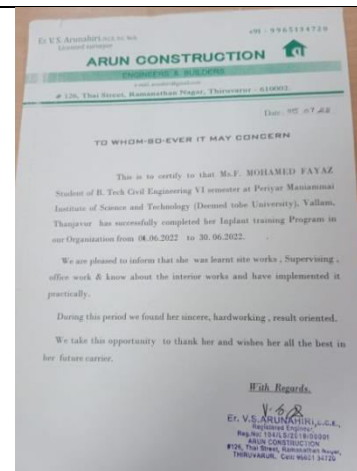 +91 - 9965134720
Er. V.S. Arunahiri
Licensed surveyor
ARUN CONSTRUCTION
ENGINEERS & BUILDERS
# 126, Thai Street, Ramanathan Nagar, Thiruvarur - 610002.
Date:
TO WHOM-SO-EVER IT MAY CONCERN
This is to certify to that Ms.F. MOHAMED FAYAZ
Student of B. Tech Civil Engineering VI semester at Periyar Maniammai
Institute of Science and Technology (Deemed tobe University), Vallam,
Thanjavur has successfully completed her Inplant training Program in
our Organization from 01.06.2022 to 30. 06.2022. .
We are pleased to inform that she was learnt site works , Supervising ,
office work & know about the interior works and have implemented it
practically.
During this period we found her sincere, hardworking , result oriented.
We take this opportunity to thank her and wishes her all the best in
her future carrier.
With Regards,
Er. V.S.ARUNAHIRI,
Registered Engineer,
ARUN CONSTRUCTION
#126, Thai Street, Ramanathan Nagar,
THIRUVARUR.